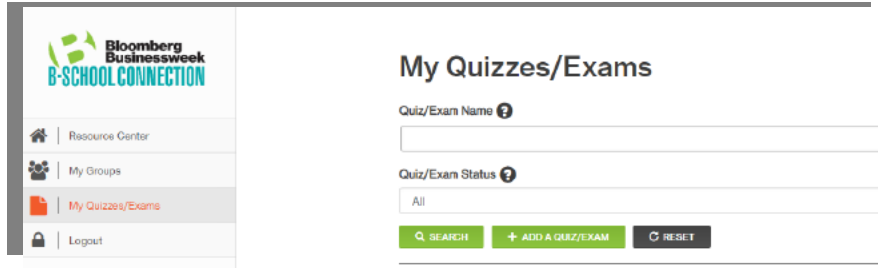 Bloomberg
Businessweek
B-SCHOOL CONNECTION
Resource Center
My Groups
My Quizzes/Exams
Logout
My Quizzes/Exams
Quiz/Exam Name ?
Quiz/Exam Status ?
All
SEARCH
+ ADD A QUIZ/EXAM
RESET